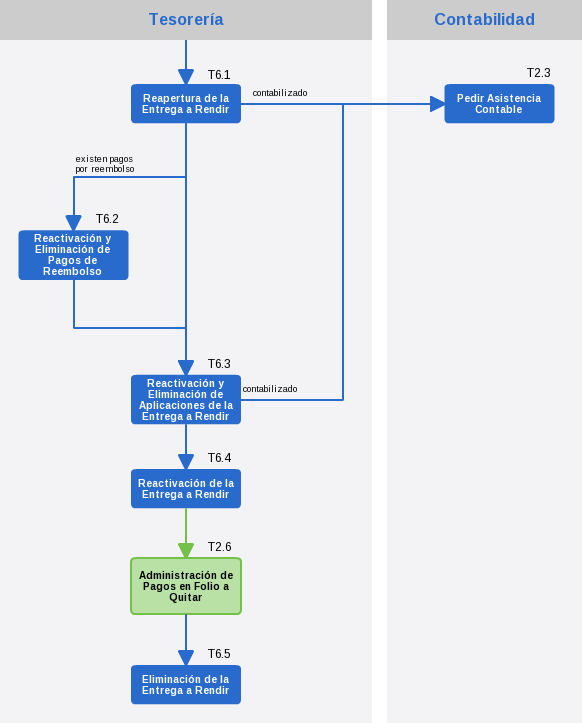 Tesorería
Contabilidad
T6.1
Reapertura de la
Entrega a Rendir
contabilizado
T2.3
Pedir Asistencia
Contable
existen pagos
por reembolso
T6.2
Reactivación y
Eliminación de
Pagos de
Reembolso
T6.3
Reactivación y
Eliminación de
Aplicaciones de la
Entrega a Rendir
contabilizado
T6.4
Reactivación de la
Entrega a Rendir
T2.6
Administración de
Pagos en Folio a
Quitar
T6.5
Eliminación de la
Entrega a Rendir